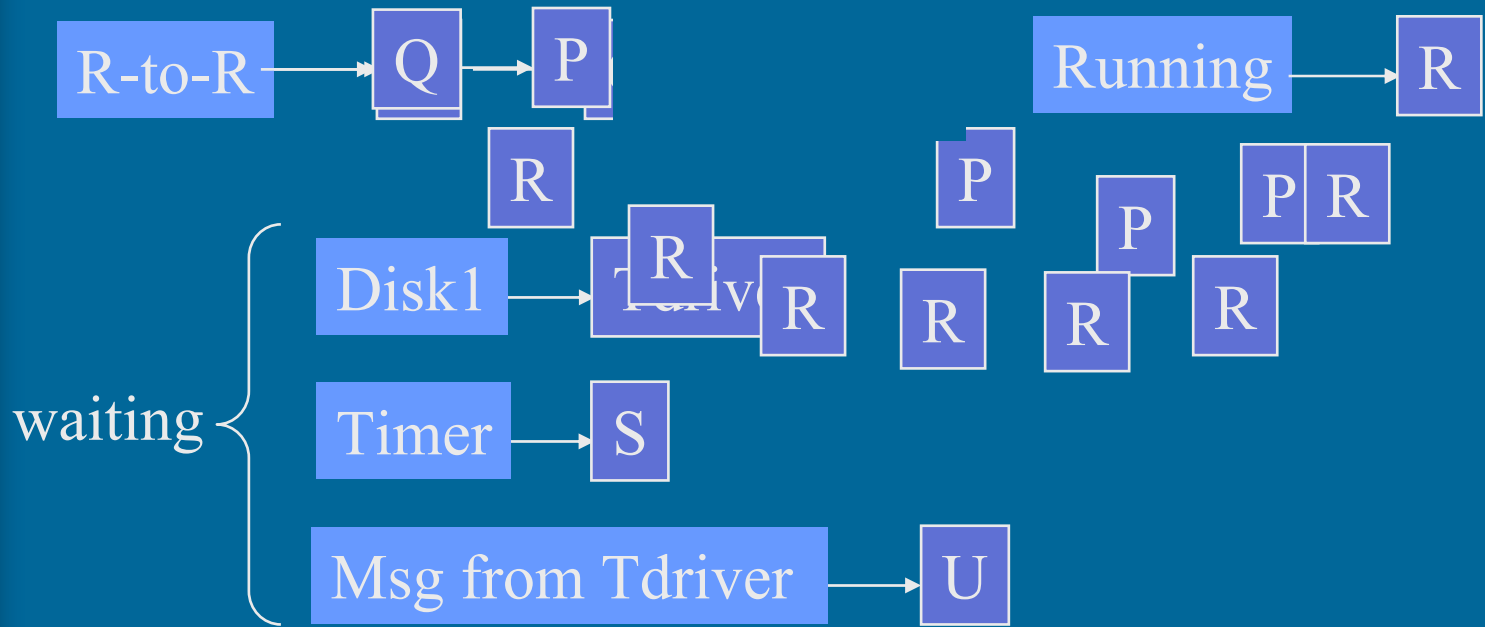 R-to-R Q P Running R
R P P P R
Disk1 R R R R R
waiting
Timer S
Msg from Tdriver U